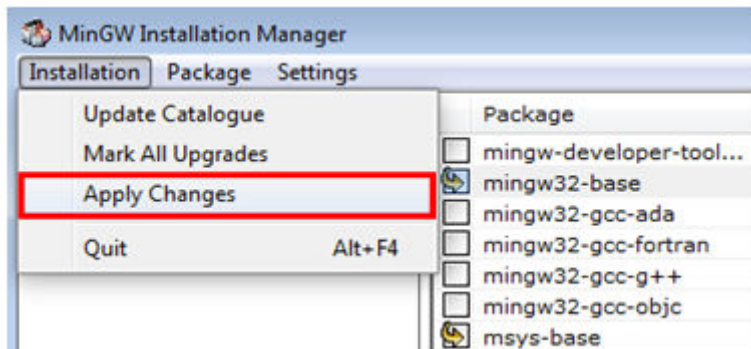 MinGW Installation Manager
Installation Package Settings
Update Catalogue
Mark All Upgrades
Apply Changes
Quit Alt+F4
Package
mingw-developer-tool...
mingw32-base
mingw32-gcc-ada
mingw32-gcc-fortran
mingw32-gcc-g++
mingw32-gcc-objc
msys-base